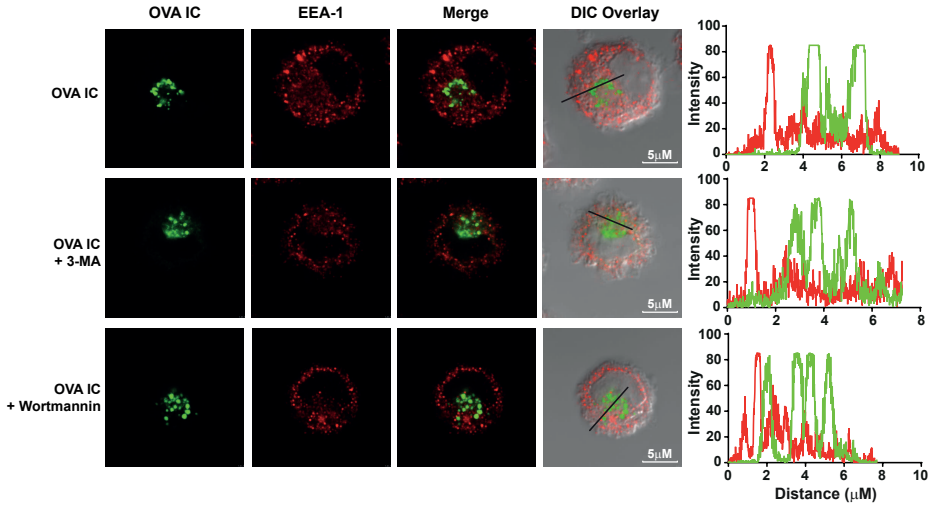 OVA IC EEA-1 Merge DIC Overlay
OVA IC
5μM
Intensity
100
80
60
40
20
0
0 2 4 6 8 10
OVA IC
+ 3-MA
5μM
Intensity
100
80
60
40
20
0
0 2 4 6 8
OVA IC
+ Wortmannin
5μM
Intensity
100
80
60
40
20
0
0 2 4 6 8 10
Distance (μM)